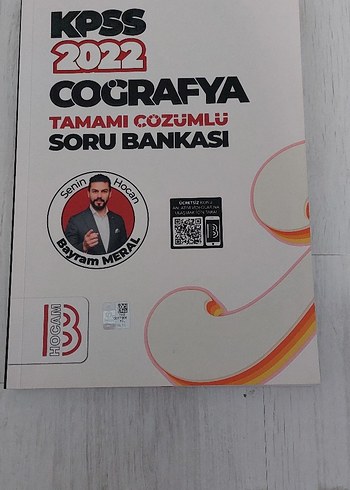 KPSS
2022
COĞRAFYA
TAMAMI ÇÖZÜMLÜ
SORU BANKASI
Senin Hocan
Bayram MERAL
B
HOCAM
B